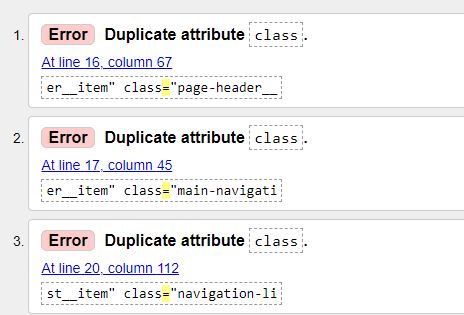 1. Error Duplicate attribute class.
At line 16, column 67
er__item" class="page-header__
2. Error Duplicate attribute class.
At line 17, column 45
er__item" class="main-navigati
3. Error Duplicate attribute class.
At line 20, column 112
st__item" class="navigation-li